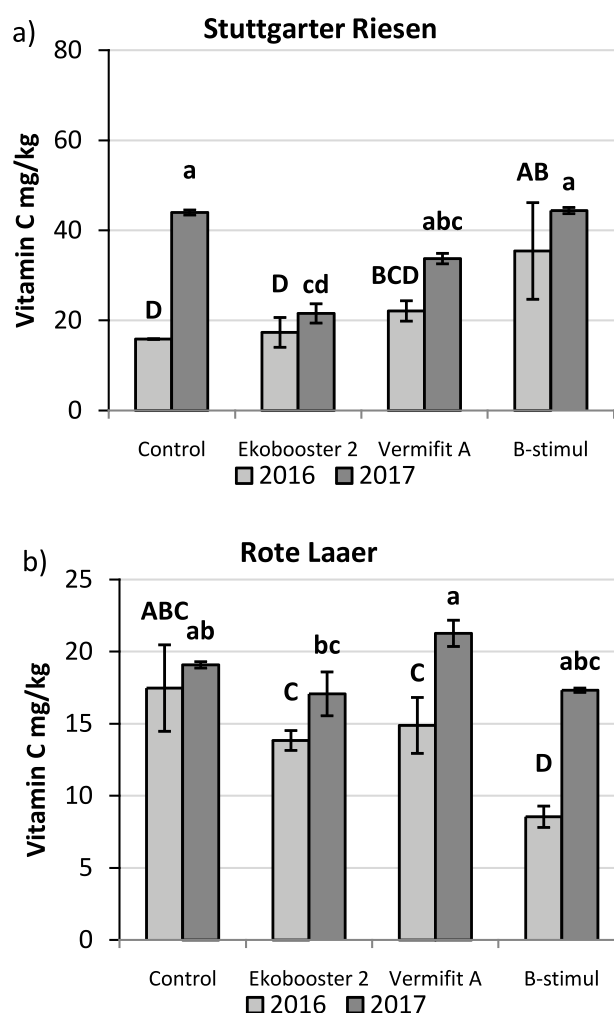 a)
Stuttgarter Riesen
Vitamin C mg/kg
80
60
40
20
0
D
a
D
cd
BCD
abc
AB
a
Control Ekobooster 2 Vermifit A B-stimul
2016 2017
b)
Rote Laaer
Vitamin C mg/kg
25
20
15
10
5
0
ABC
ab
C
bc
C
a
D
abc
Control Ekobooster 2 Vermifit A B-stimul
2016 2017